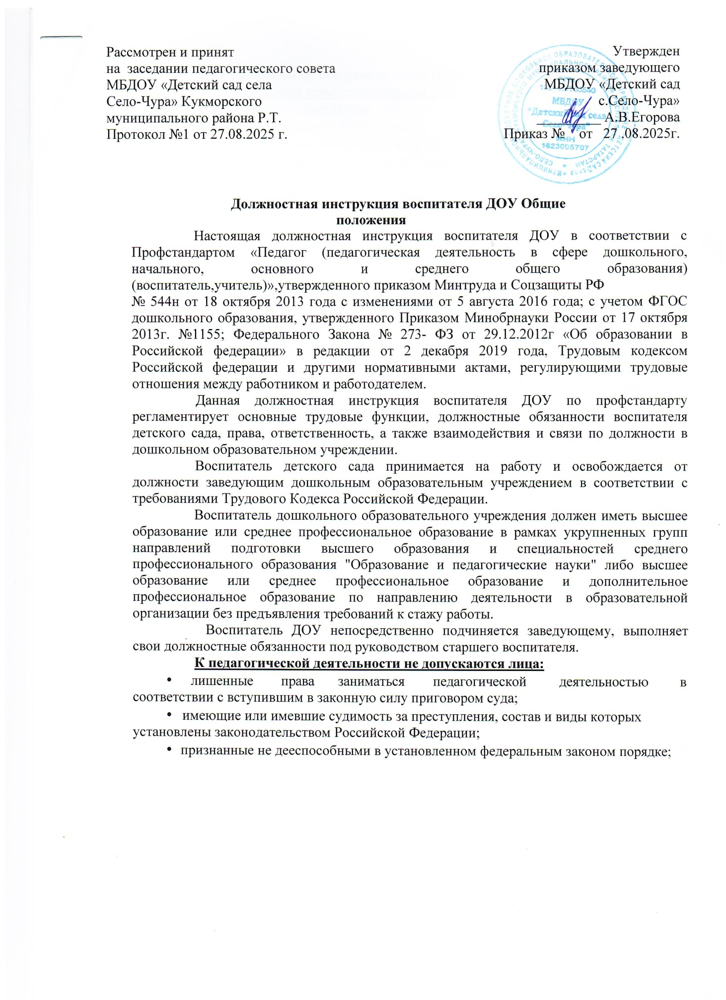 Рассмотрен и принят
на заседании педагогического совета
МБДОУ «Детский сад села
Село-Чура» Кукморского
муниципального района Р.Т.
Протокол №1 от 27.08.2025 г.
Утвержден
приказом заведующего
МБДОУ «Детский сад
с.Село-Чура»
__________ А.В.Егорова
Приказ № от 27 .08.2025г.
МБДОУ
"Детский сад села
Село-Чура"
ИНН
1623005707
Должностная инструкция воспитателя ДОУ Общие
положения
Настоящая должностная инструкция воспитателя ДОУ в соответствии с
Профстандартом «Педагог (педагогическая деятельность в сфере дошкольного,
начального, основного и среднего общего образования)
(воспитатель,учитель)»,утвержденного приказом Минтруда и Соцзащиты РФ
№ 544н от 18 октября 2013 года с изменениями от 5 августа 2016 года; с учетом ФГОС
дошкольного образования, утвержденного Приказом Минобрнауки России от 17 октября
2013г. №1155; Федерального Закона № 273- ФЗ от 29.12.2012г «Об образовании в
Российской федерации» в редакции от 2 декабря 2019 года, Трудовым кодексом
Российской федерации и другими нормативными актами, регулирующими трудовые
отношения между работником и работодателем.
Данная должностная инструкция воспитателя ДОУ по профстандарту
регламентирует основные трудовые функции, должностные обязанности воспитателя
детского сада, права, ответственность, а также взаимодействия и связи по должности в
дошкольном образовательном учреждении.
Воспитатель детского сада принимается на работу и освобождается от
должности заведующим дошкольным образовательным учреждением в соответствии с
требованиями Трудового Кодекса Российской Федерации.
Воспитатель дошкольного образовательного учреждения должен иметь высшее
образование или среднее профессиональное образование в рамках укрупненных групп
направлений подготовки высшего образования и специальностей среднего
профессионального образования "Образование и педагогические науки" либо высшее
образование или среднее профессиональное образование и дополнительное
профессиональное образование по направлению деятельности в образовательной
организации без предъявления требований к стажу работы.
Воспитатель ДОУ непосредственно подчиняется заведующему, выполняет
свои должностные обязанности под руководством старшего воспитателя.
К педагогической деятельности не допускаются лица:
• лишенные права заниматься педагогической деятельностью в
соответствии с вступившим в законную силу приговором суда;
• имеющие или имевшие судимость за преступления, состав и виды которых
установлены законодательством Российской Федерации;
• признанные не дееспособными в установленном федеральным законом порядке;